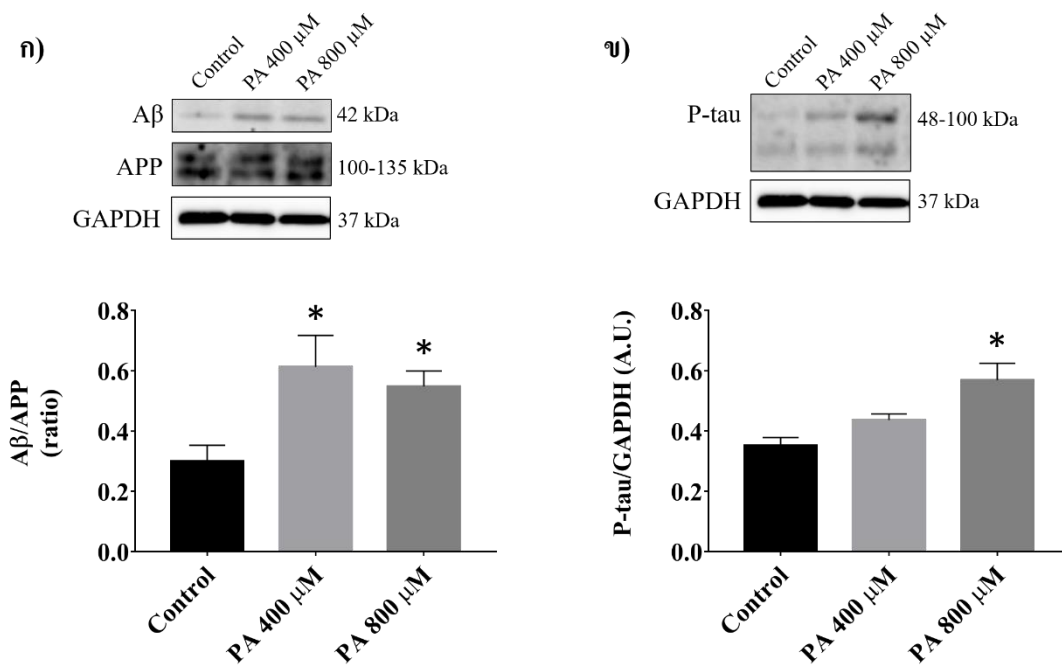 ก)
Control
PA 400 µM
PA 800 µM
Aβ
42 kDa
APP
100-135 kDa
GAPDH
37 kDa
0.8
0.6
0.4
0.2
0.0
Aβ/APP
(ratio)
*
*
Control
PA 400 µM
PA 800 µM
ข)
Control
PA 400 µM
PA 800 µM
P-tau
48-100 kDa
GAPDH
37 kDa
0.8
0.6
0.4
0.2
0.0
P-tau/GAPDH (A.U.)
*
Control
PA 400 µM
PA 800 µM